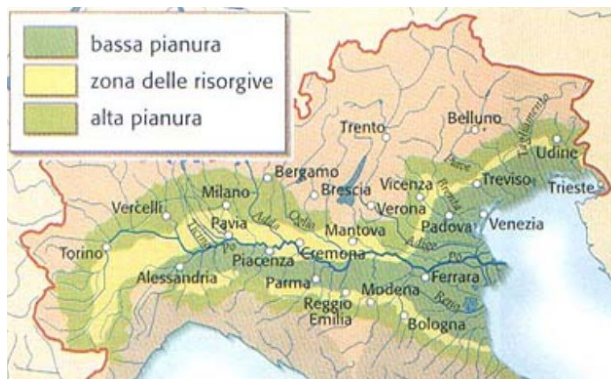 bassa pianura
zona delle risorgive
alta pianura
Trento
Belluno
Tagliamento
Udine
Bergamo
Piave
Brescia
Vicenza
Brenta
Treviso
Trieste
Milano
Vercelli
Verona
Pavia
Adda
Oglio
Mantova
Padova
Venezia
Ticino
Po
Adige
Torino
Cremona
Piacenza
Po
Alessandria
Parma
Modena
Ferrara
Reggio
Emilia
Reno
Bologna